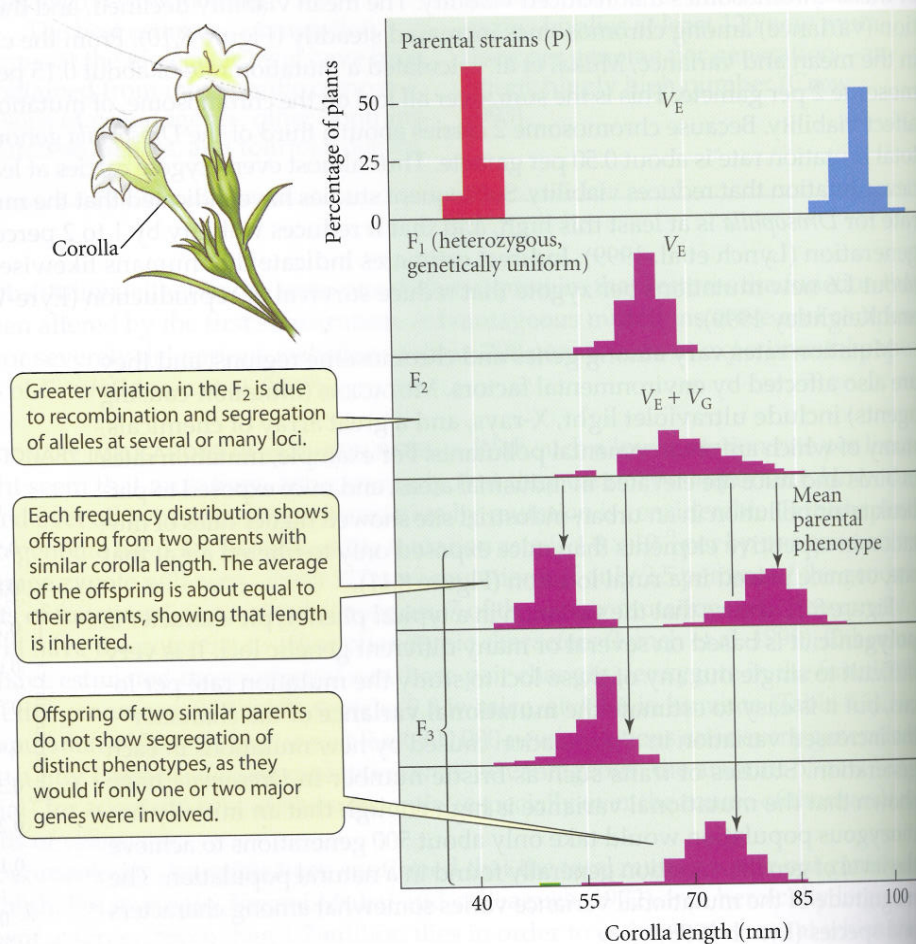 Parental strains (P)
Percentage of plants
50
25
0
V_E
Corolla
F₁ (heterozygous,
genetically uniform)
V_E
F₂
V_E + V_G
Greater variation in the F₂ is due
to recombination and segregation
of alleles at several or many loci.
Mean
parental
phenotype
Each frequency distribution shows
offspring from two parents with
similar corolla length. The average
of the offspring is about equal to
their parents, showing that length
is inherited.
F₃
Offspring of two similar parents
do not show segregation of
distinct phenotypes, as they
would if only one or two major
genes were involved.
40 55 70 85 100
Corolla length (mm)